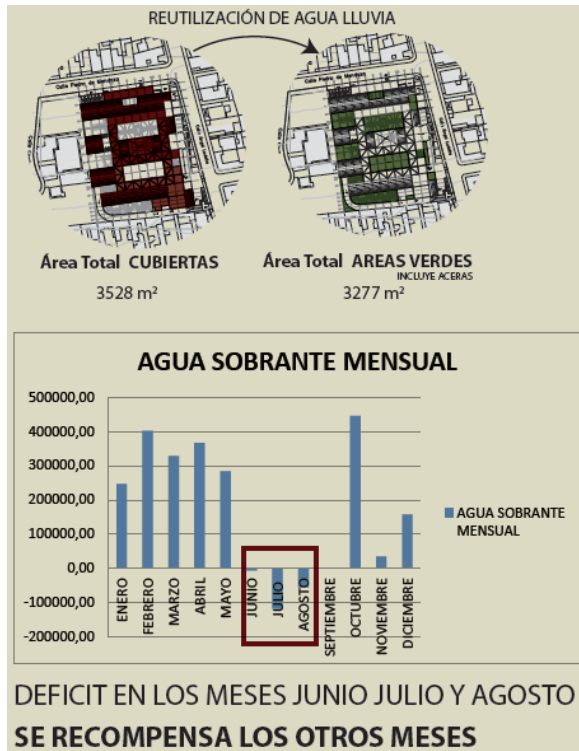 REUTILIZACIÓN DE AGUA LLUVIA
Área Total CUBIERTAS
3528 m²
Área Total AREAS VERDES
INCLUYE ACERAS
3277 m²
AGUA SOBRANTE MENSUAL
500000,00
400000,00
300000,00
200000,00
100000,00
0,00
-100000,00
-200000,00
ENERO
FEBRERO
MARZO
ABRIL
MAYO
JUNIO
JULIO
AGOSTO
SEPTIEMBRE
OCTUBRE
NOVIEMBRE
DICIEMBRE
AGUA SOBRANTE
MENSUAL
DEFICIT EN LOS MESES JUNIO JULIO Y AGOSTO
SE RECOMPENSA LOS OTROS MESES